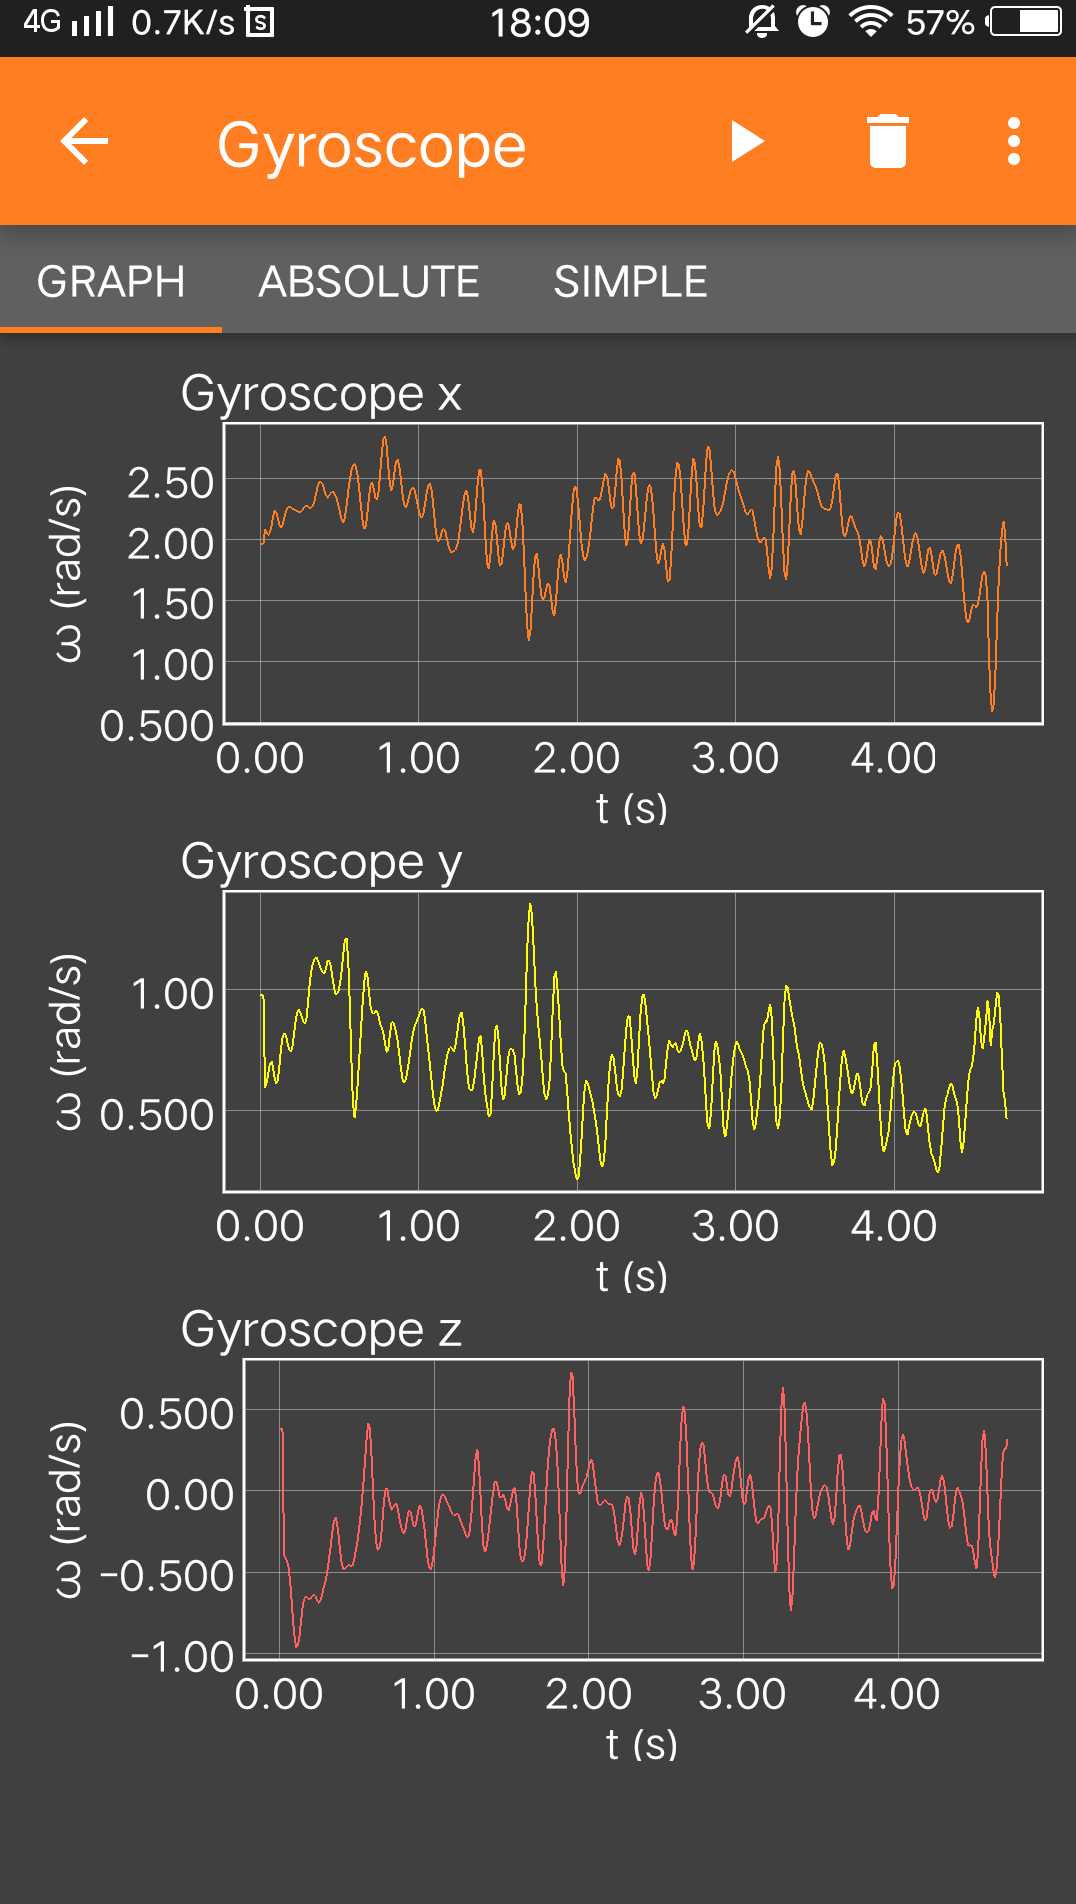 4G 0.7K/s S 18:09 57%
Gyroscope
GRAPH ABSOLUTE SIMPLE
Gyroscope x
ω (rad/s)
2.50
2.00
1.50
1.00
0.500
0.00 1.00 2.00 3.00 4.00
t (s)
Gyroscope y
ω (rad/s)
1.00
0.500
0.00 1.00 2.00 3.00 4.00
t (s)
Gyroscope z
ω (rad/s)
0.500
0.00
−0.500
−1.00
0.00 1.00 2.00 3.00 4.00
t (s)